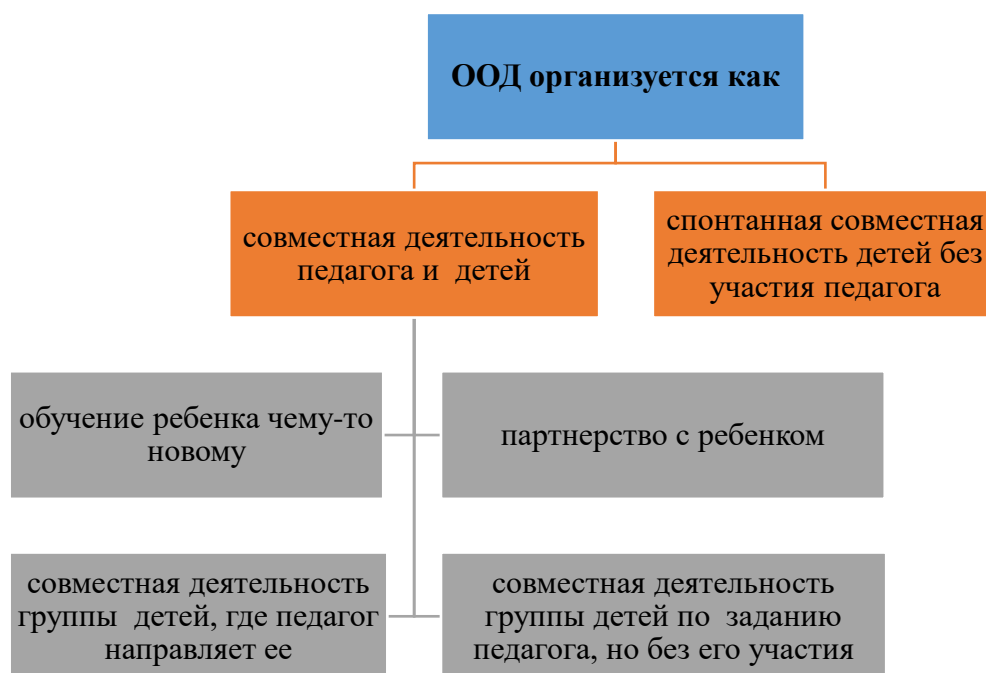 ООД организуется как
совместная деятельность
педагога и детей
спонтанная совместная
деятельность детей без
участия педагога
обучение ребенка чему-то
новому
партнерство с ребенком
совместная деятельность
группы детей, где педагог
направляет ее
совместная деятельность
группы детей по заданию
педагога, но без его участия